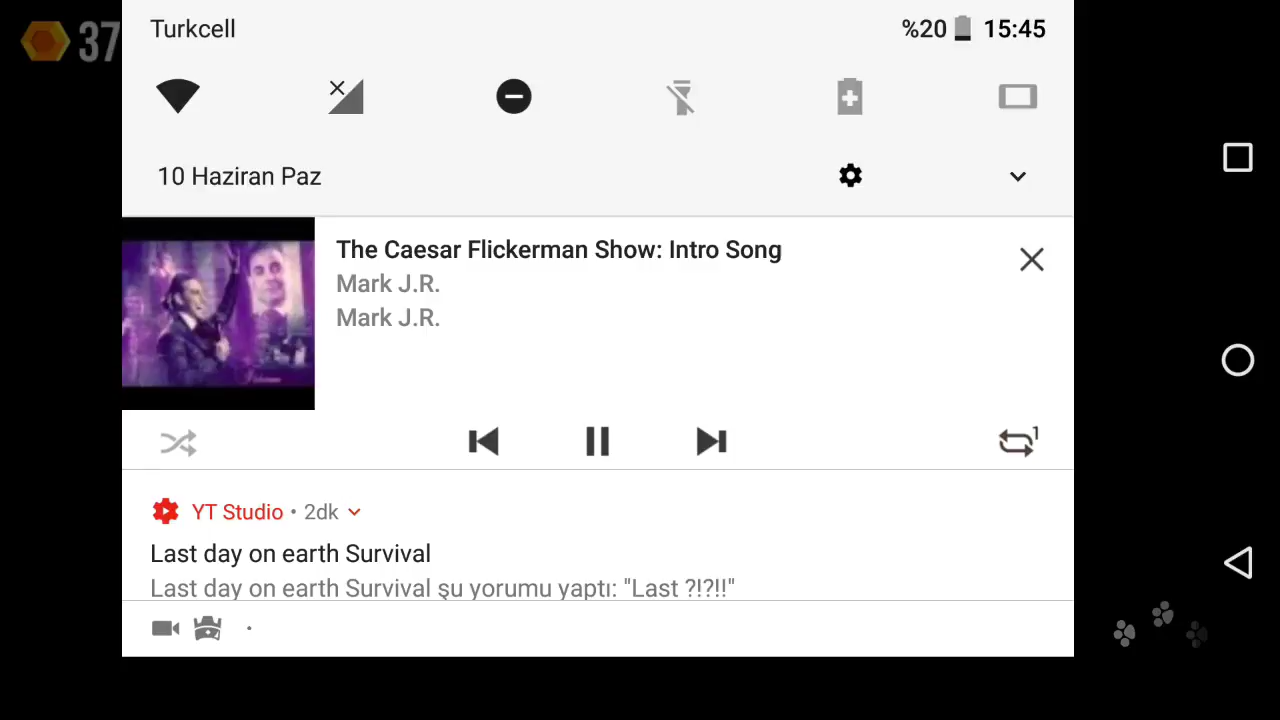 37
Turkcell
%20 15:45
10 Haziran Paz
The Caesar Flickerman Show: Intro Song
Mark J.R.
Mark J.R.
1
YT Studio • 2dk
Last day on earth Survival
Last day on earth Survival şu yorumu yaptı: "Last ?!?!!"